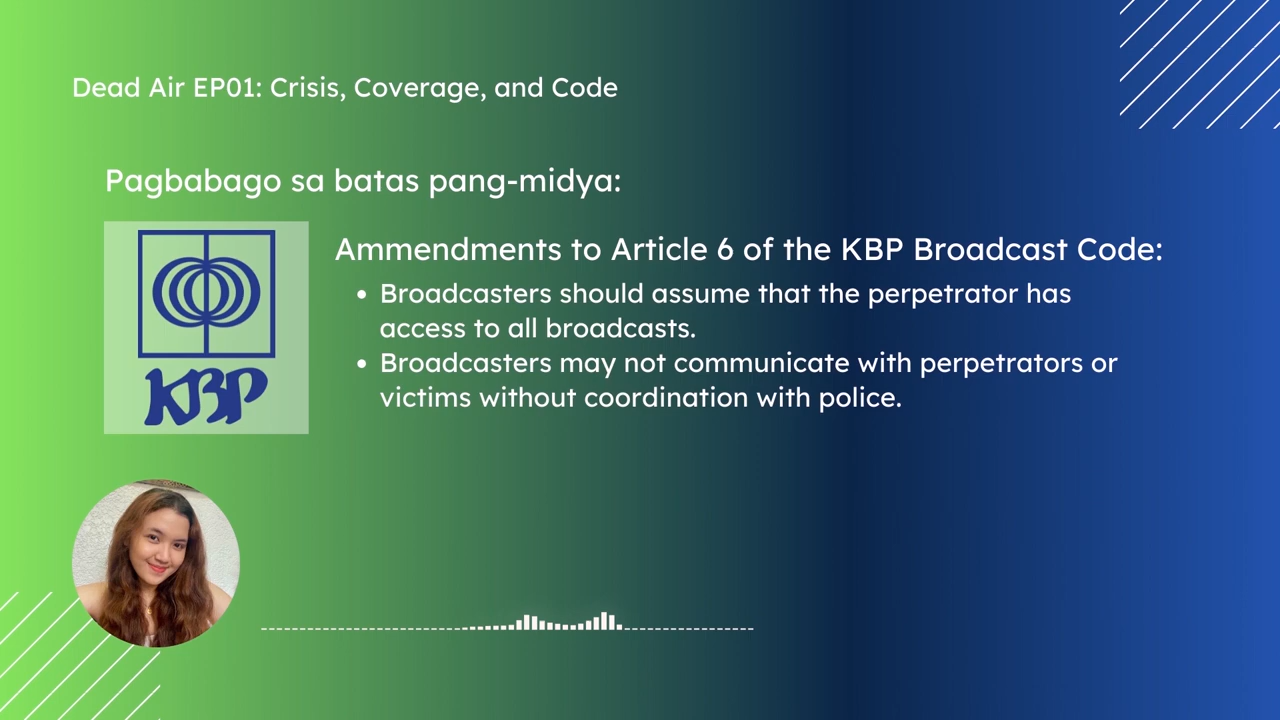 Dead Air EP01: Crisis, Coverage, and Code
Pagbabago sa batas pang-midya:
KBP
Ammendments to Article 6 of the KBP Broadcast Code:
• Broadcasters should assume that the perpetrator has
access to all broadcasts.
• Broadcasters may not communicate with perpetrators or
victims without coordination with police.